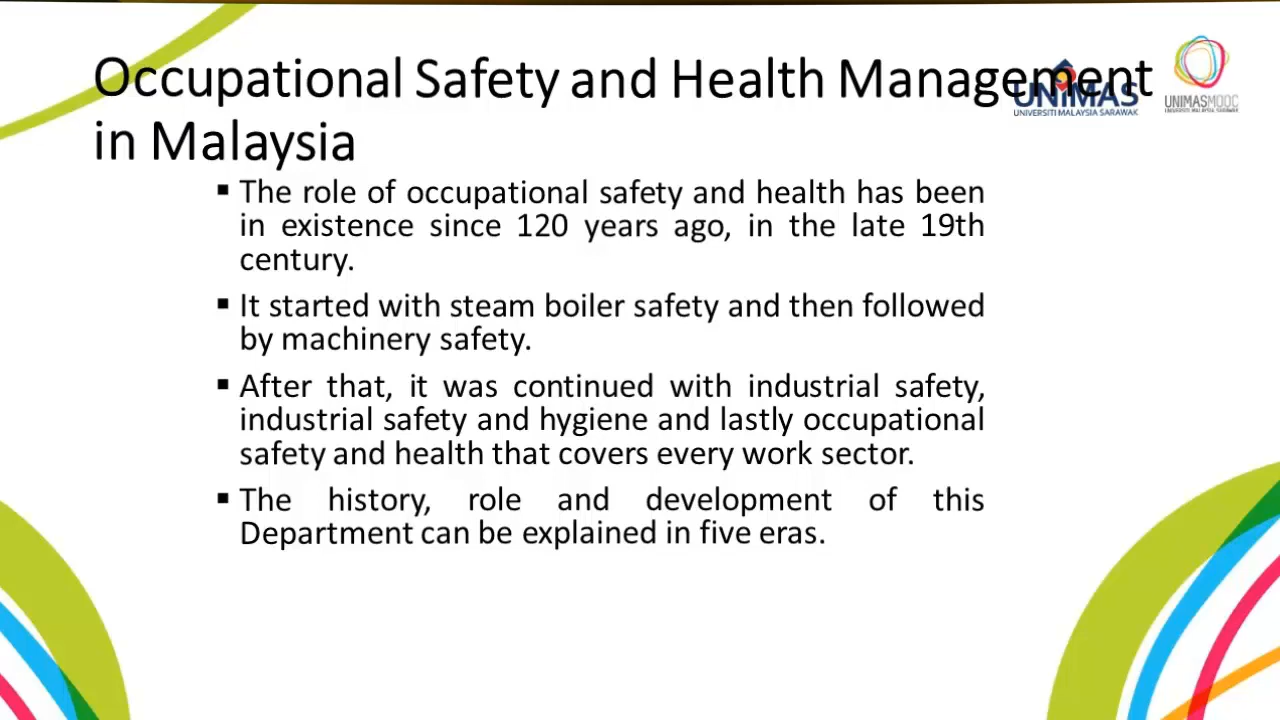 Occupational Safety and Health Management
in Malaysia
UNIMAS
UNIVERSITI MALAYSIA SARAWAK
UNIMASMOOC
UNIVERSITI MALAYSIA SARAWAK
▪ The role of occupational safety and health has been
in existence since 120 years ago, in the late 19th
century.
▪ It started with steam boiler safety and then followed
by machinery safety.
▪ After that, it was continued with industrial safety,
industrial safety and hygiene and lastly occupational
safety and health that covers every work sector.
▪ The history, role and development of this
Department can be explained in five eras.